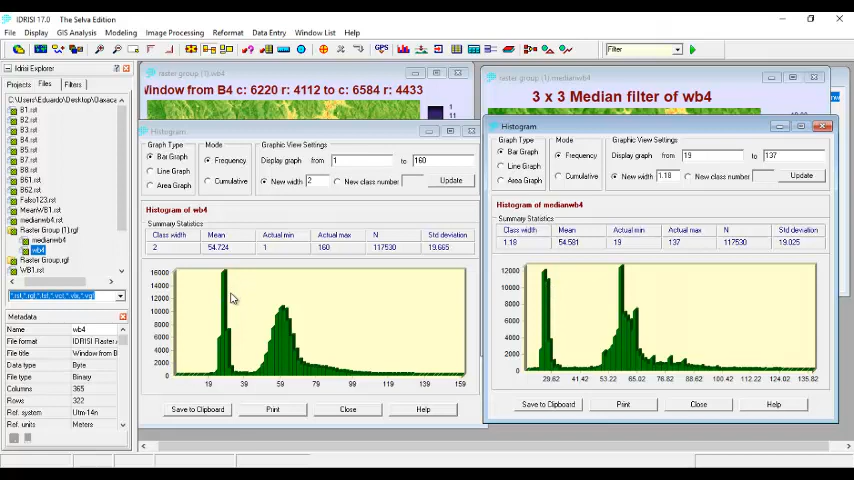 IDRISI 17.0 The Selva Edition
File Display GIS Analysis Modeling Image Processing Reformat Data Entry Window List Help
GPS
Filter
Idrisi Explorer
Projects Files Filters
C:\Users\Eduardo\Desktop\Oaxaca
B1.rst
B2.rst
B3.rst
B4.rst
B5.rst
B7.rst
B8.rst
B61.rst
B62.rst
Falso123.rst
MeanWB1.rst
medianwb4.rst
Raster Group (1).rgf
medianwb4
wb4
Raster Group.rgf
WB1.rst
Metadata
Name wb4
File format IDRISI Raster
File title Window from B
Data type Byte
File type Binary
Columns 365
Rows 322
Ref. system Utm-14n
Ref. units Meters
raster group (1).wb4
Window from B4 c: 6220 r: 4112 to c: 6584 r: 4433
1
11
Histogram
Graph Type
Bar Graph
Line Graph
Area Graph
Mode
Frequency
Cumulative
Graphic View Settings
Display graph from 1 to 160
New width 2 New class number Update
Histogram of wb4
Summary Statistics
Class width Mean Actual min Actual max N Std deviation
2 54.724 1 160 117530 19.665
16000
14000
12000
10000
8000
6000
4000
2000
0
19 39 59 79 99 119 139 159
Save to Clipboard Print Close Help
raster group (1).medianwb4
3 x 3 Median filter of wb4
Histogram
Graph Type
Bar Graph
Line Graph
Area Graph
Mode
Frequency
Cumulative
Graphic View Settings
Display graph from 19 to 137
New width 1.18 New class number Update
Histogram of medianwb4
Summary Statistics
Class width Mean Actual min Actual max N Std deviation
1.18 54.581 19 137 117530 19.025
12000
10000
8000
6000
4000
2000
0
29.62 41.42 53.22 65.02 76.82 88.62 100.42 112.22 124.02 135.82
Save to Clipboard Print Close Help